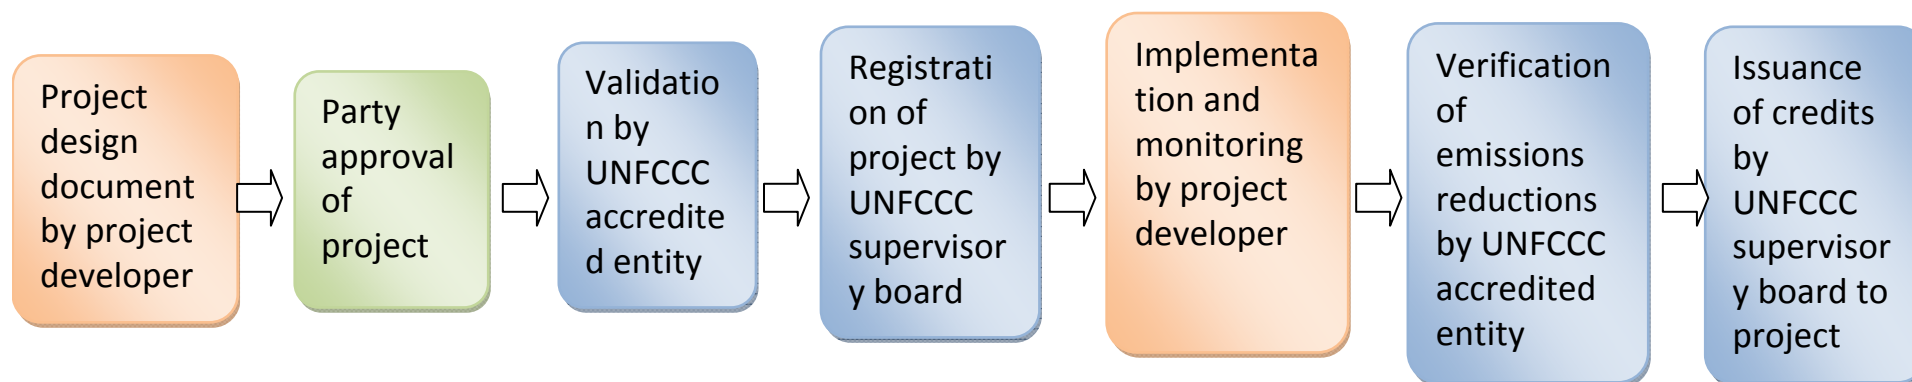 Project
design
document
by project
developer
Party
approval
of
project
Validatio
n by
UNFCCC
accredite
d entity
Registrati
on of
project by
UNFCCC
supervisor
y board
Implementa
tion and
monitoring
by project
developer
Verification
of
emissions
reductions
by UNFCCC
accredited
entity
Issuance
of credits
by
UNFCCC
supervisor
y board to
project